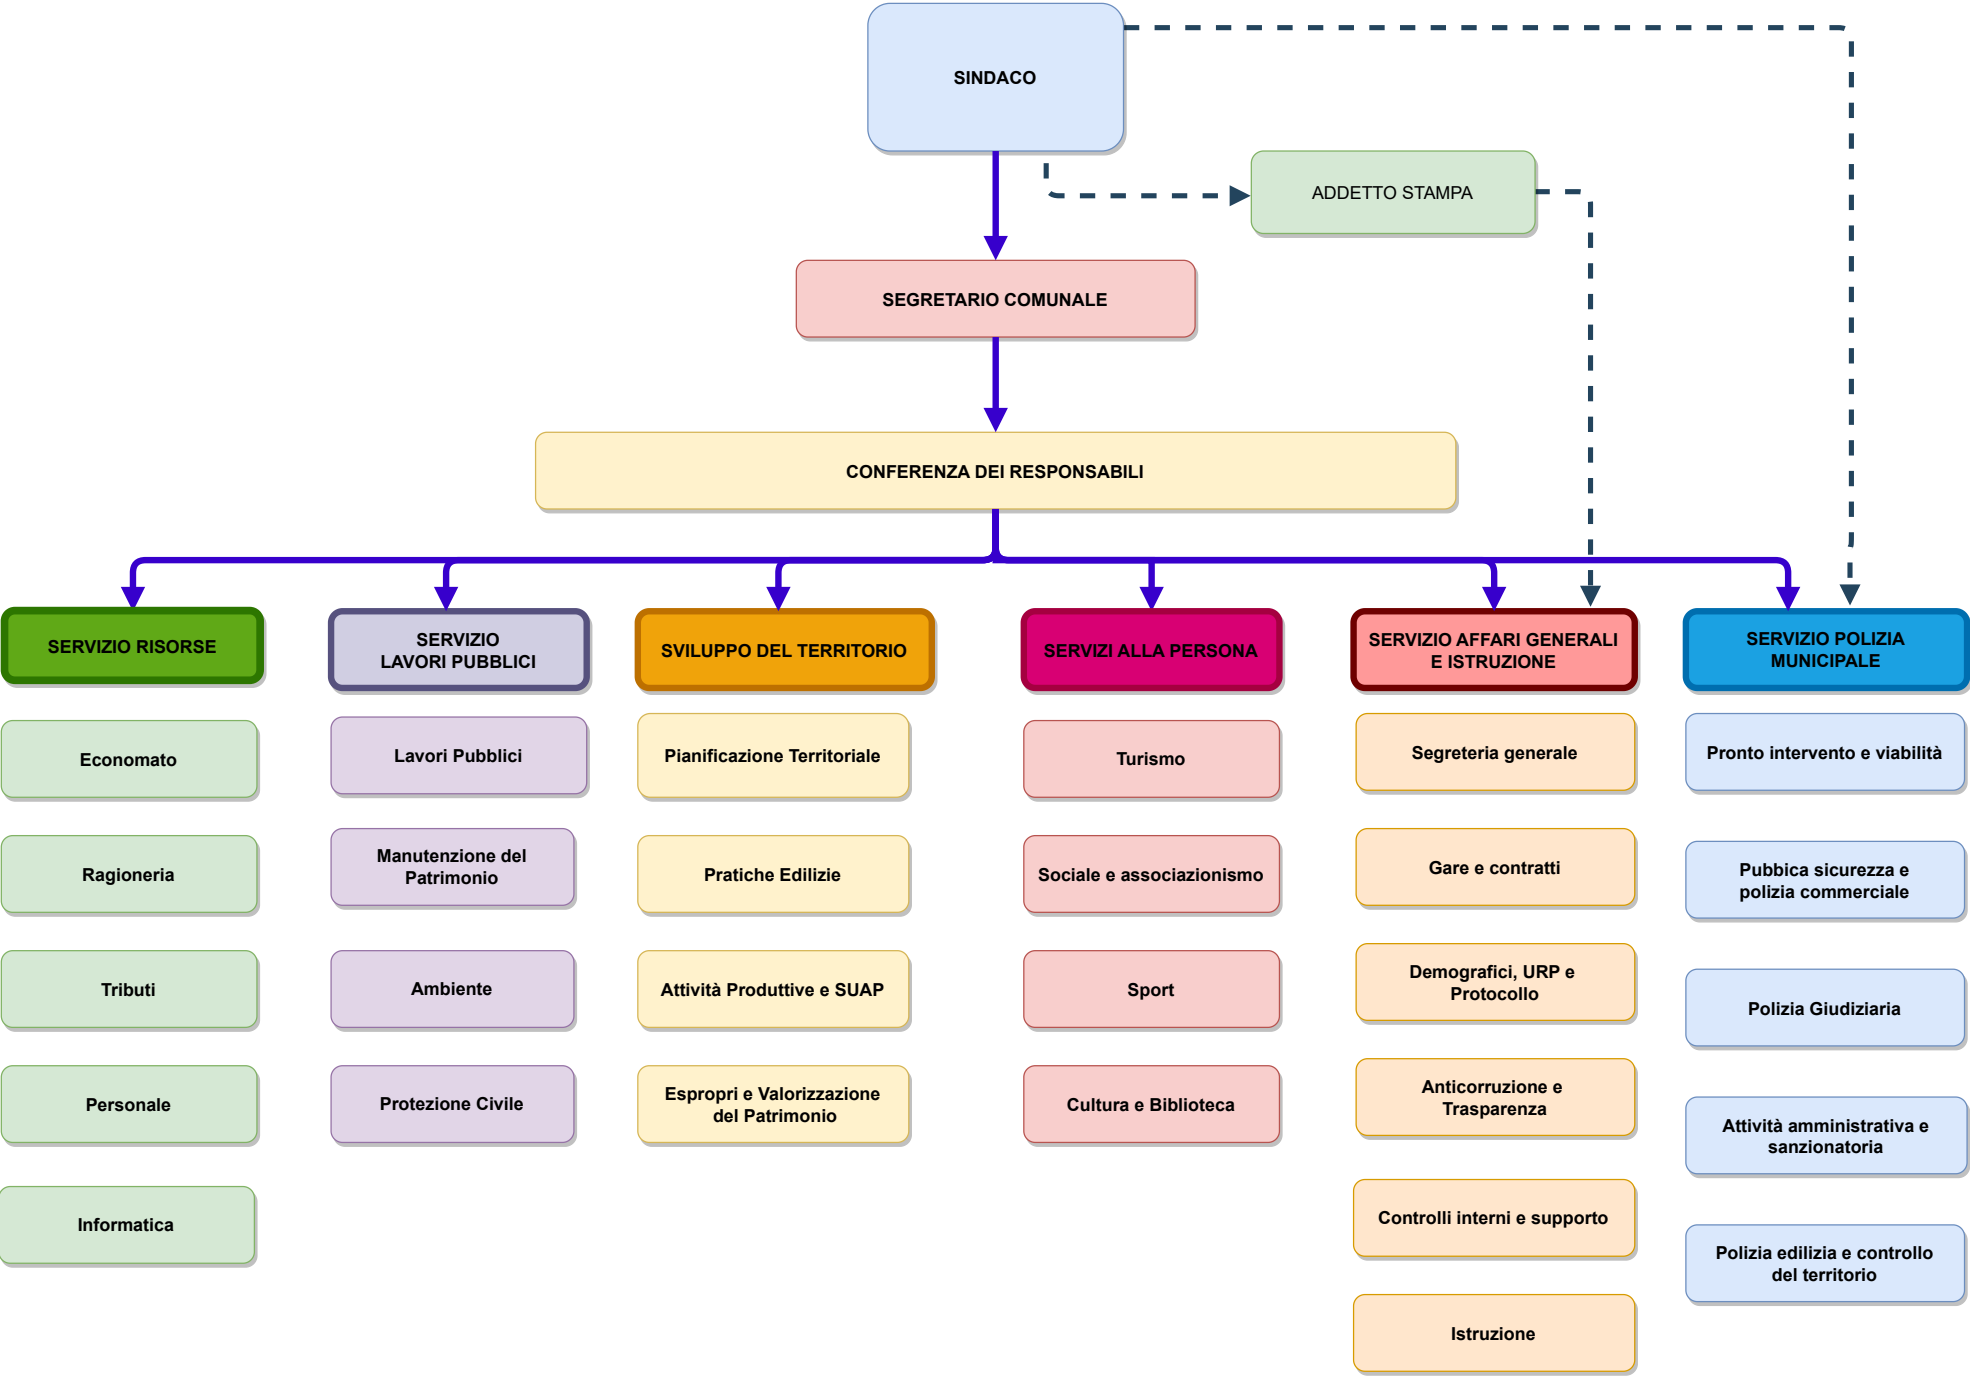 SINDACO
ADDETTO STAMPA
SEGRETARIO COMUNALE
CONFERENZA DEI RESPONSABILI
SERVIZIO RISORSE
SERVIZIO
LAVORI PUBBLICI
SVILUPPO DEL TERRITORIO
SERVIZI ALLA PERSONA
SERVIZIO AFFARI GENERALI
E ISTRUZIONE
SERVIZIO POLIZIA
MUNICIPALE
Economato
Ragioneria
Tributi
Personale
Informatica
Lavori Pubblici
Manutenzione del
Patrimonio
Ambiente
Protezione Civile
Pianificazione Territoriale
Pratiche Edilizie
Attività Produttive e SUAP
Espropri e Valorizzazione
del Patrimonio
Turismo
Sociale e associazionismo
Sport
Cultura e Biblioteca
Segreteria generale
Gare e contratti
Demografici, URP e
Protocollo
Anticorruzione e
Trasparenza
Controlli interni e supporto
Istruzione
Pronto intervento e viabilità
Pubbica sicurezza e
polizia commerciale
Polizia Giudiziaria
Attività amministrativa e
sanzionatoria
Polizia edilizia e controllo
del territorio